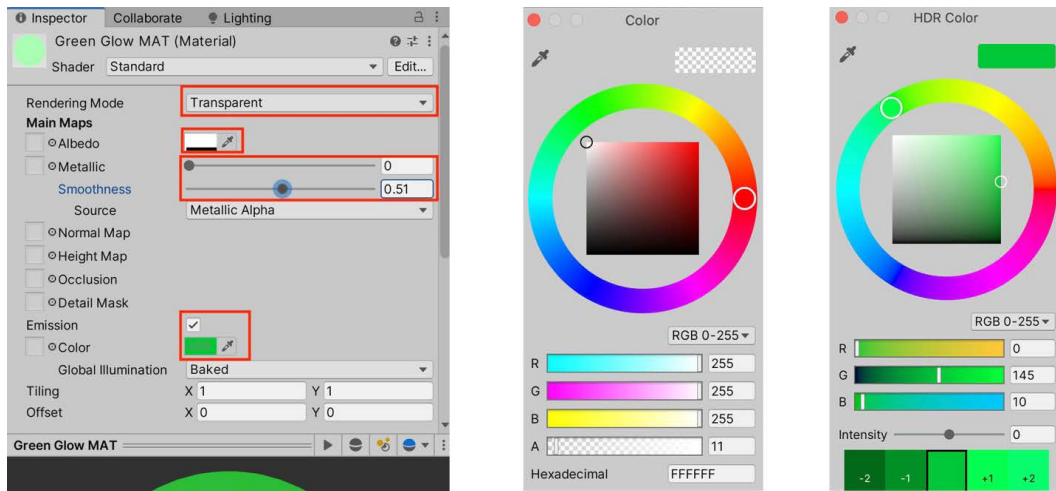 Inspector Collaborate Lighting
Green Glow MAT (Material)
Shader Standard Edit...
Rendering Mode Transparent
Main Maps
Albedo
Metallic 0
Smoothness 0.51
Source Metallic Alpha
Normal Map
Height Map
Occlusion
Detail Mask
Emission
Color
Global Illumination Baked
Tiling X 1 Y 1
Offset X 0 Y 0
Green Glow MAT
Color
RGB 0-255
R 255
G 255
B 255
A 11
Hexadecimal FFFFFF
HDR Color
RGB 0-255
R 0
G 145
B 10
Intensity 0
-2 -1 +1 +2